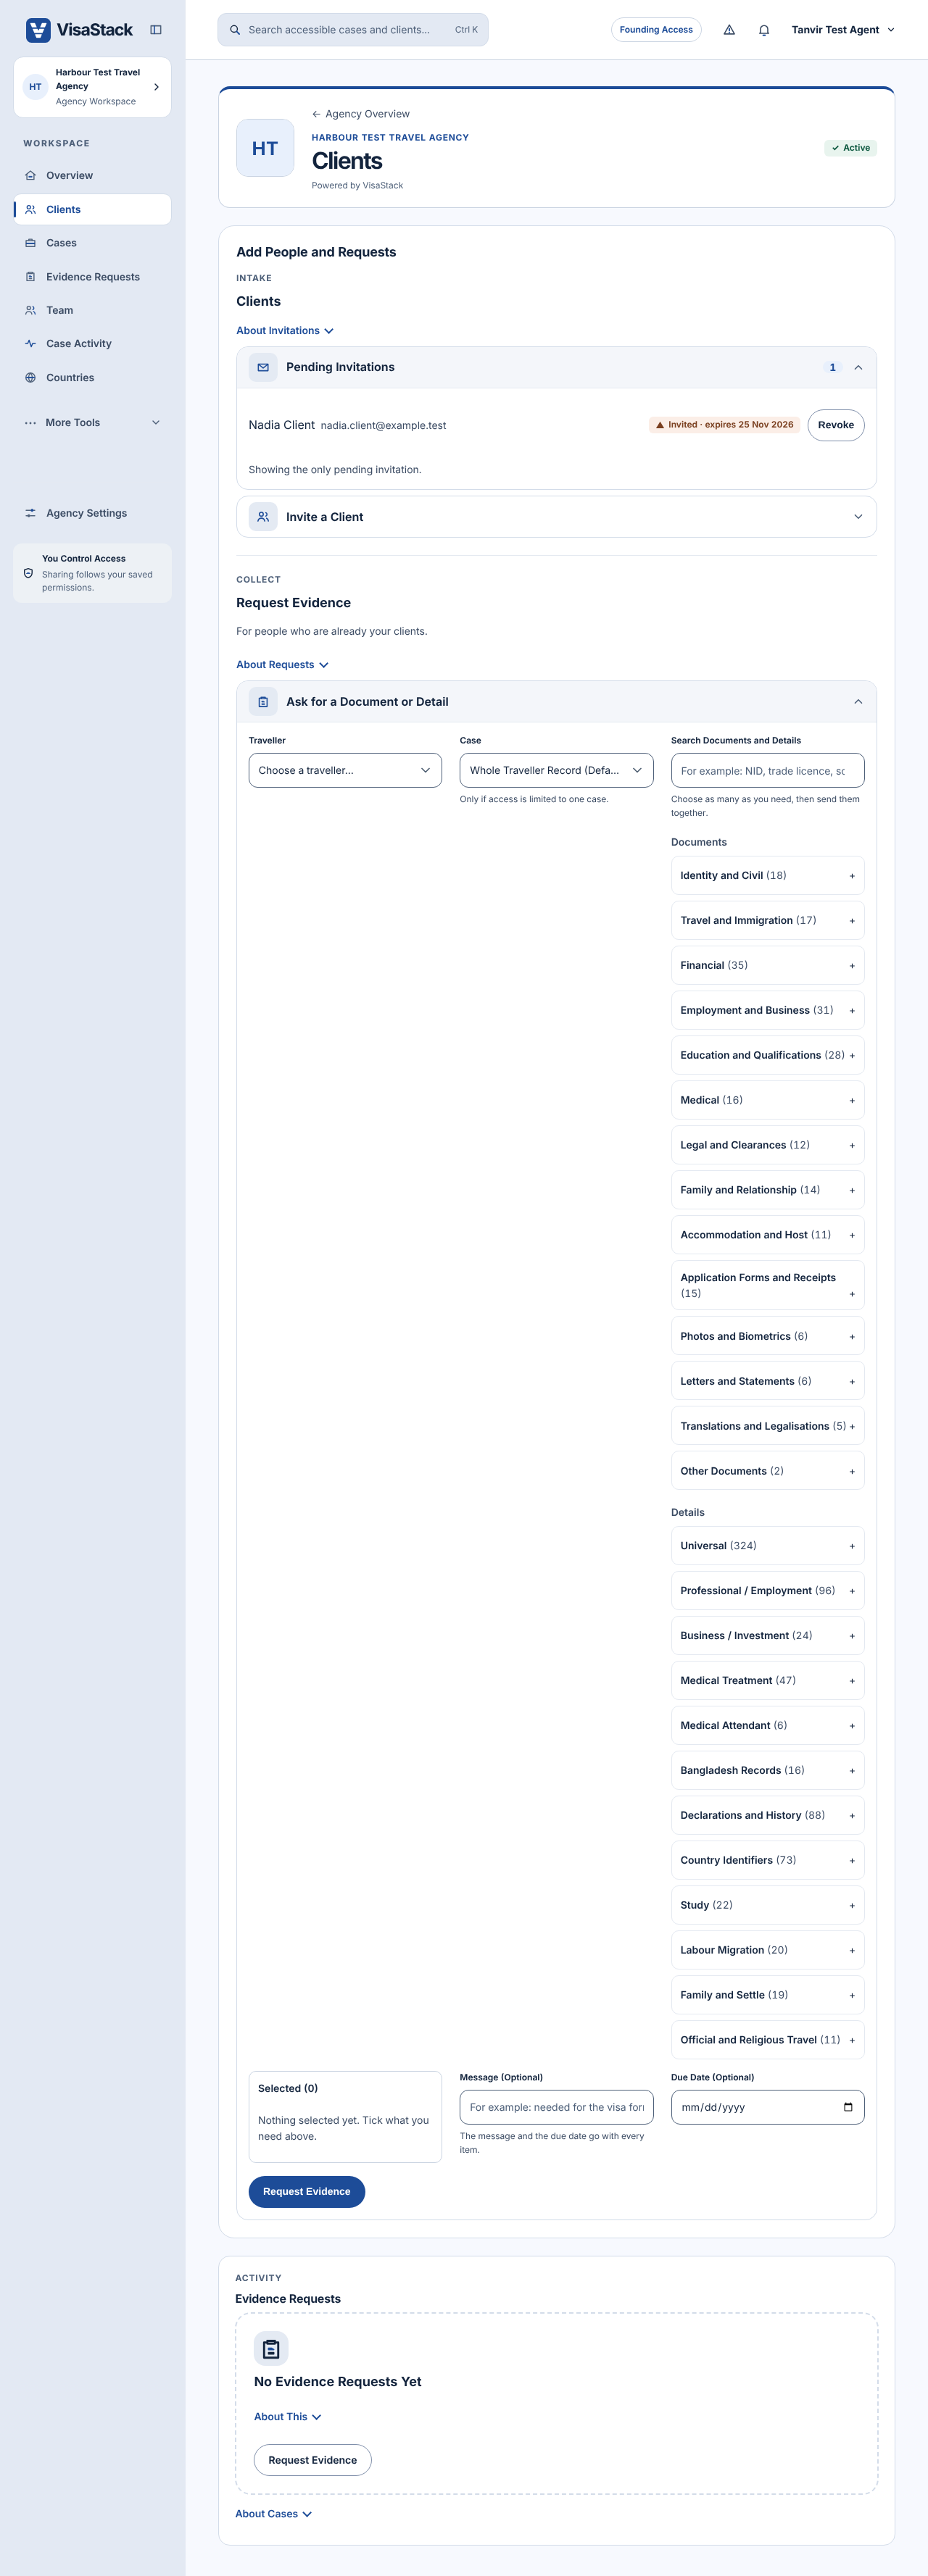 VisaStack
HT
Harbour Test Travel
Agency
Agency Workspace
WORKSPACE
Overview
Clients
Cases
Evidence Requests
Team
Case Activity
Countries
More Tools
Agency Settings
You Control Access
Sharing follows your saved
permissions.
Search accessible cases and clients...
Ctrl K
Founding Access
Tanvir Test Agent
HT
← Agency Overview
HARBOUR TEST TRAVEL AGENCY
Clients
Powered by VisaStack
✓ Active
Add People and Requests
INTAKE
Clients
About Invitations
Pending Invitations
1
Nadia Client nadia.client@example.test
Invited · expires 25 Nov 2026
Revoke
Showing the only pending invitation.
Invite a Client
COLLECT
Request Evidence
For people who are already your clients.
About Requests
Ask for a Document or Detail
Traveller
Choose a traveller...
Case
Whole Traveller Record (Defa...
Only if access is limited to one case.
Search Documents and Details
For example: NID, trade licence, sc
Choose as many as you need, then send them
together.
Documents
Identity and Civil (18) +
Travel and Immigration (17) +
Financial (35) +
Employment and Business (31) +
Education and Qualifications (28) +
Medical (16) +
Legal and Clearances (12) +
Family and Relationship (14) +
Accommodation and Host (11) +
Application Forms and Receipts
(15) +
Photos and Biometrics (6) +
Letters and Statements (6) +
Translations and Legalisations (5) +
Other Documents (2) +
Details
Universal (324) +
Professional / Employment (96) +
Business / Investment (24) +
Medical Treatment (47) +
Medical Attendant (6) +
Bangladesh Records (16) +
Declarations and History (88) +
Country Identifiers (73) +
Study (22) +
Labour Migration (20) +
Family and Settle (19) +
Official and Religious Travel (11) +
Selected (0)
Nothing selected yet. Tick what you
need above.
Message (Optional)
For example: needed for the visa for
The message and the due date go with every
item.
Due Date (Optional)
mm/dd/yyyy
Request Evidence
ACTIVITY
Evidence Requests
No Evidence Requests Yet
About This
Request Evidence
About Cases